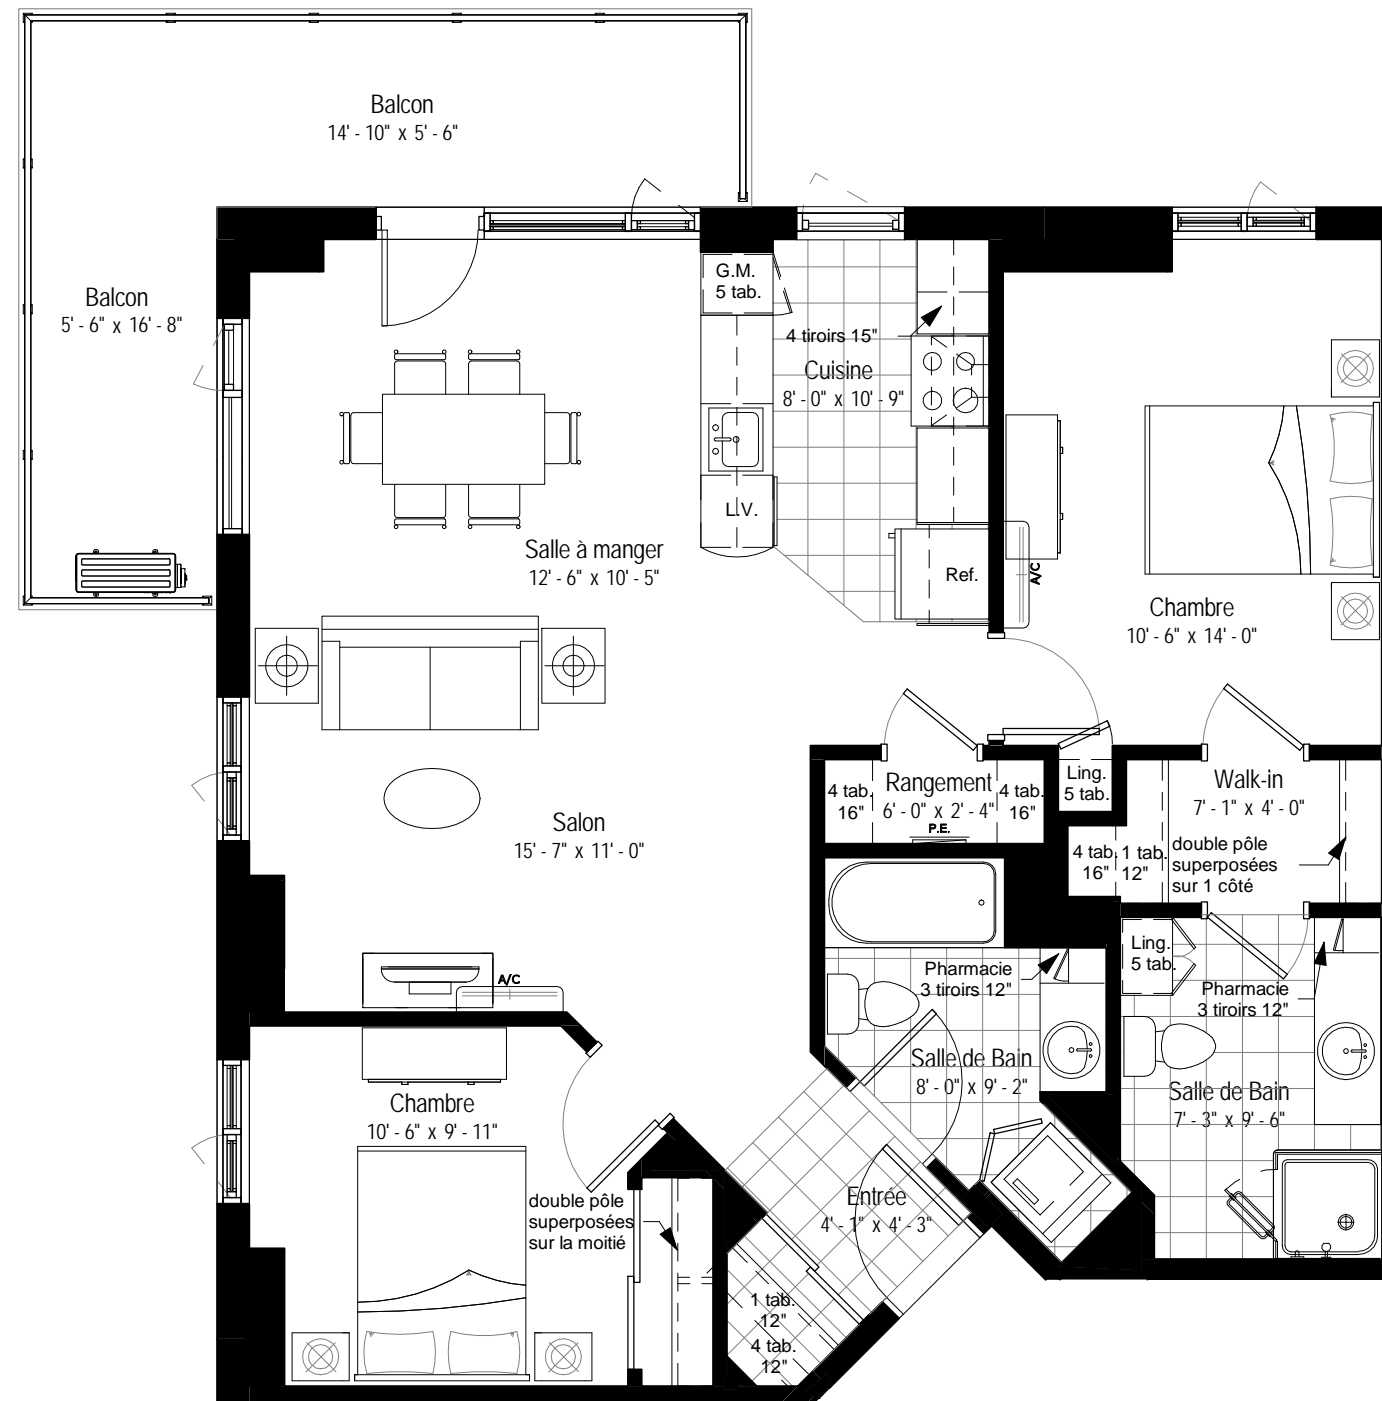 Balcon
14' - 10" x 5' - 6"
Balcon
5' - 6" x 16' - 8"
G.M.
5 tab.
4 tiroirs 15"
Cuisine
8' - 0" x 10' - 9"
L.V.
Salle à manger
12' - 6" x 10' - 5"
Ref.
A/C
Chambre
10' - 6" x 14' - 0"
Rangement
6' - 0" x 2' - 4"
4 tab.
16"
4 tab.
16"
P.E.
Ling.
5 tab.
Walk-in
7' - 1" x 4' - 0"
double pôle
superposées
sur 1 côté
4 tab.
16"
1 tab.
12"
Salon
15' - 7" x 11' - 0"
A/C
Pharmacie
3 tiroirs 12"
Ling.
5 tab.
Pharmacie
3 tiroirs 12"
Salle de Bain
8' - 0" x 9' - 2"
Salle de Bain
7' - 3" x 9' - 6"
Chambre
10' - 6" x 9' - 11"
double pôle
superposées
sur la moitié
Entrée
4' - 1" x 4' - 3"
1 tab.
12"
4 tab.
12"